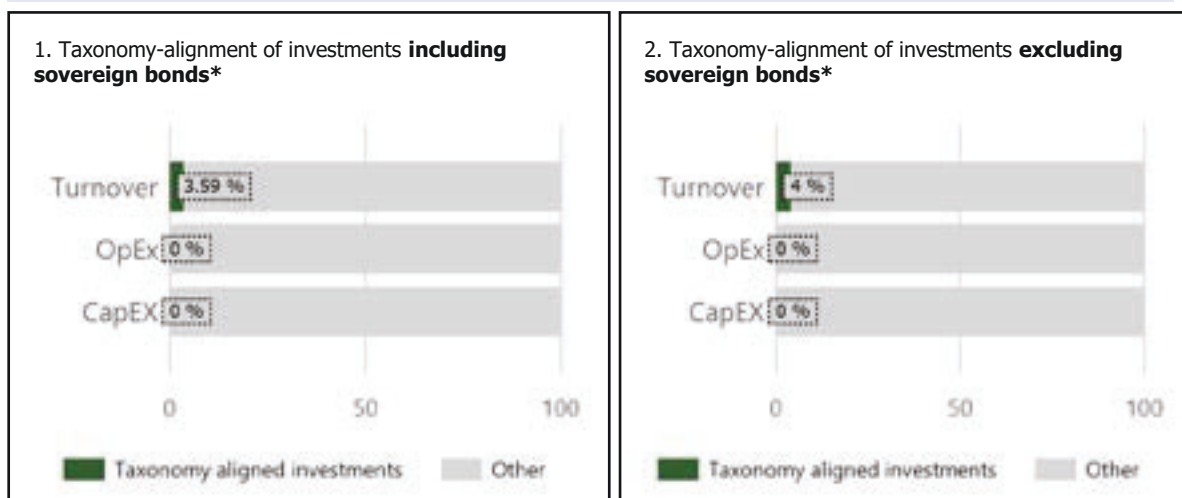 1. Taxonomy-alignment of investments including
sovereign bonds*
Turnover 3.59 %
OpEx 0 %
CapEX 0 %
0 50 100
Taxonomy aligned investments Other
2. Taxonomy-alignment of investments excluding
sovereign bonds*
Turnover 4 %
OpEx 0 %
CapEX 0 %
0 50 100
Taxonomy aligned investments Other